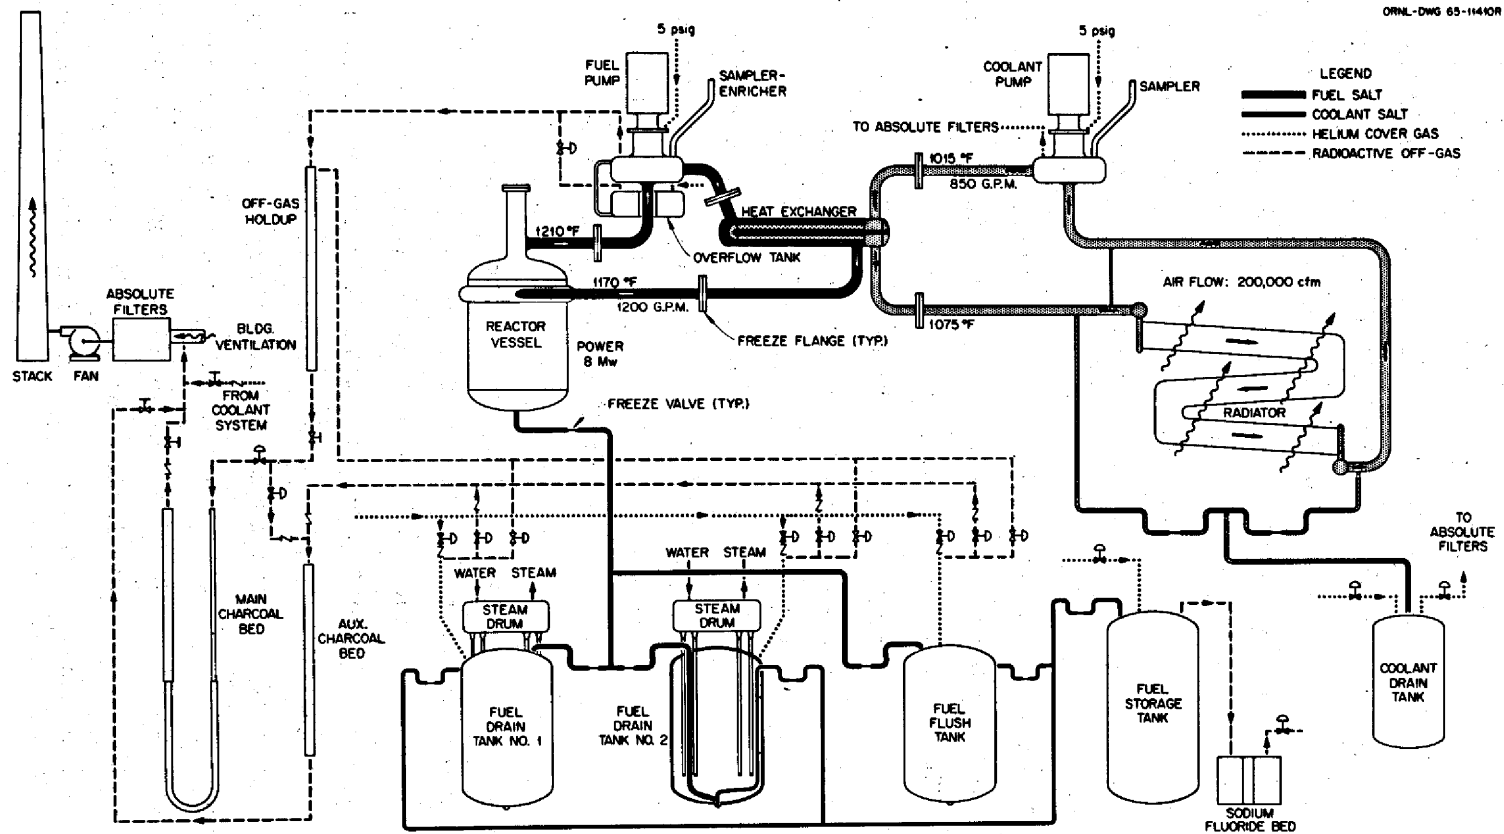 ORNL-DWG 65-11410R
5 psig
5 psig
FUEL
PUMP
SAMPLER-
ENRICHER
COOLANT
PUMP
SAMPLER
LEGEND
FUEL SALT
COOLANT SALT
HELIUM COVER GAS
RADIOACTIVE OFF-GAS
TO ABSOLUTE FILTERS
1015 °F
850 G.P.M.
OFF-GAS
HOLDUP
HEAT EXCHANGER
1210 °F
OVERFLOW TANK
1170 °F
1200 G.P.M.
AIR FLOW: 200,000 cfm
ABSOLUTE
FILTERS
BLDG.
VENTILATION
REACTOR
VESSEL
POWER
8 Mw
FREEZE FLANGE (TYP.)
1075 °F
STACK
FAN
FROM
COOLANT
SYSTEM
FREEZE VALVE (TYP.)
RADIATOR
TO
ABSOLUTE
FILTERS
WATER
STEAM
WATER
STEAM
MAIN
CHARCOAL
BED
AUX.
CHARCOAL
BED
STEAM
DRUM
STEAM
DRUM
FUEL
DRAIN
TANK NO. 1
FUEL
DRAIN
TANK NO. 2
FUEL
FLUSH
TANK
FUEL
STORAGE
TANK
COOLANT
DRAIN
TANK
SODIUM
FLUORIDE BED